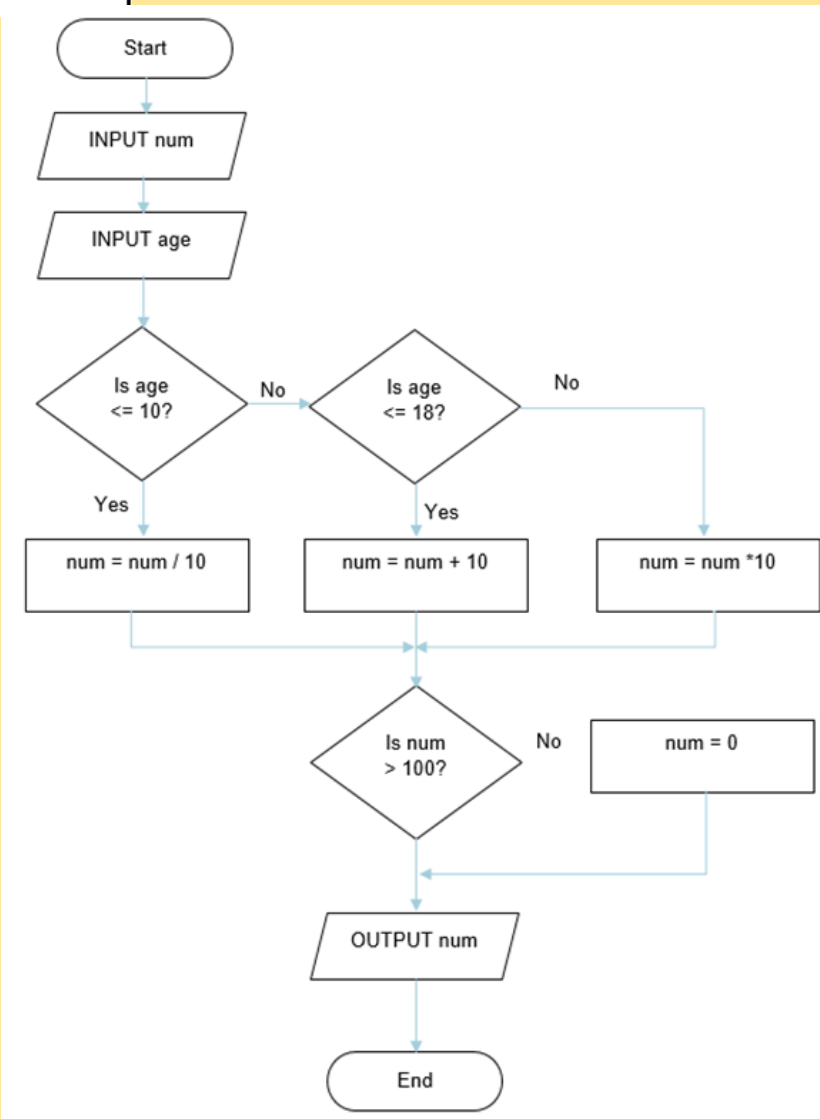 Start
INPUT num
INPUT age
Is age
<= 10?
No
Is age
<= 18?
No
Yes
Yes
num = num / 10
num = num + 10
num = num *10
Is num
> 100?
No
num = 0
OUTPUT num
End